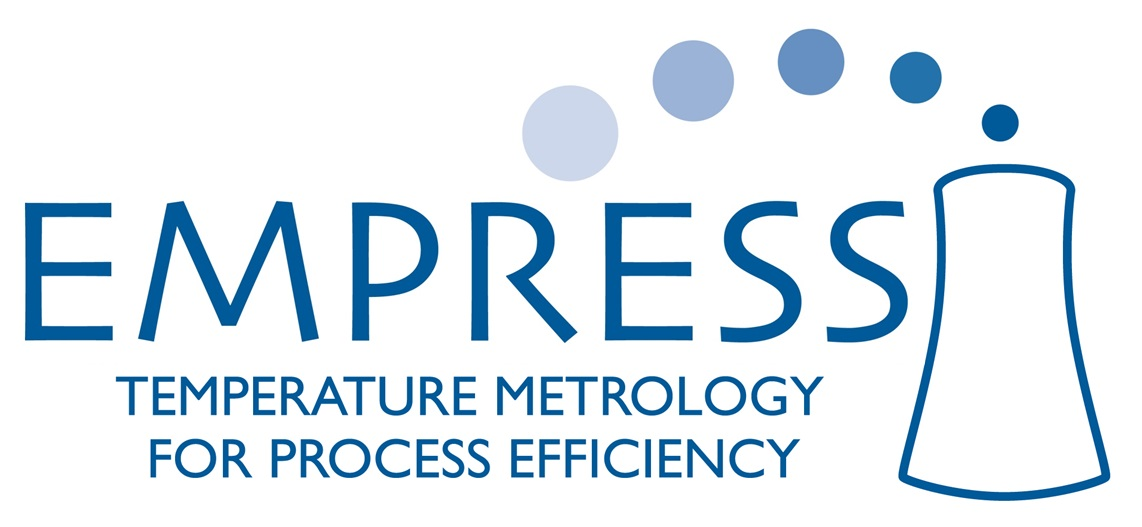 EMPRESS
TEMPERATURE METROLOGY
FOR PROCESS EFFICIENCY